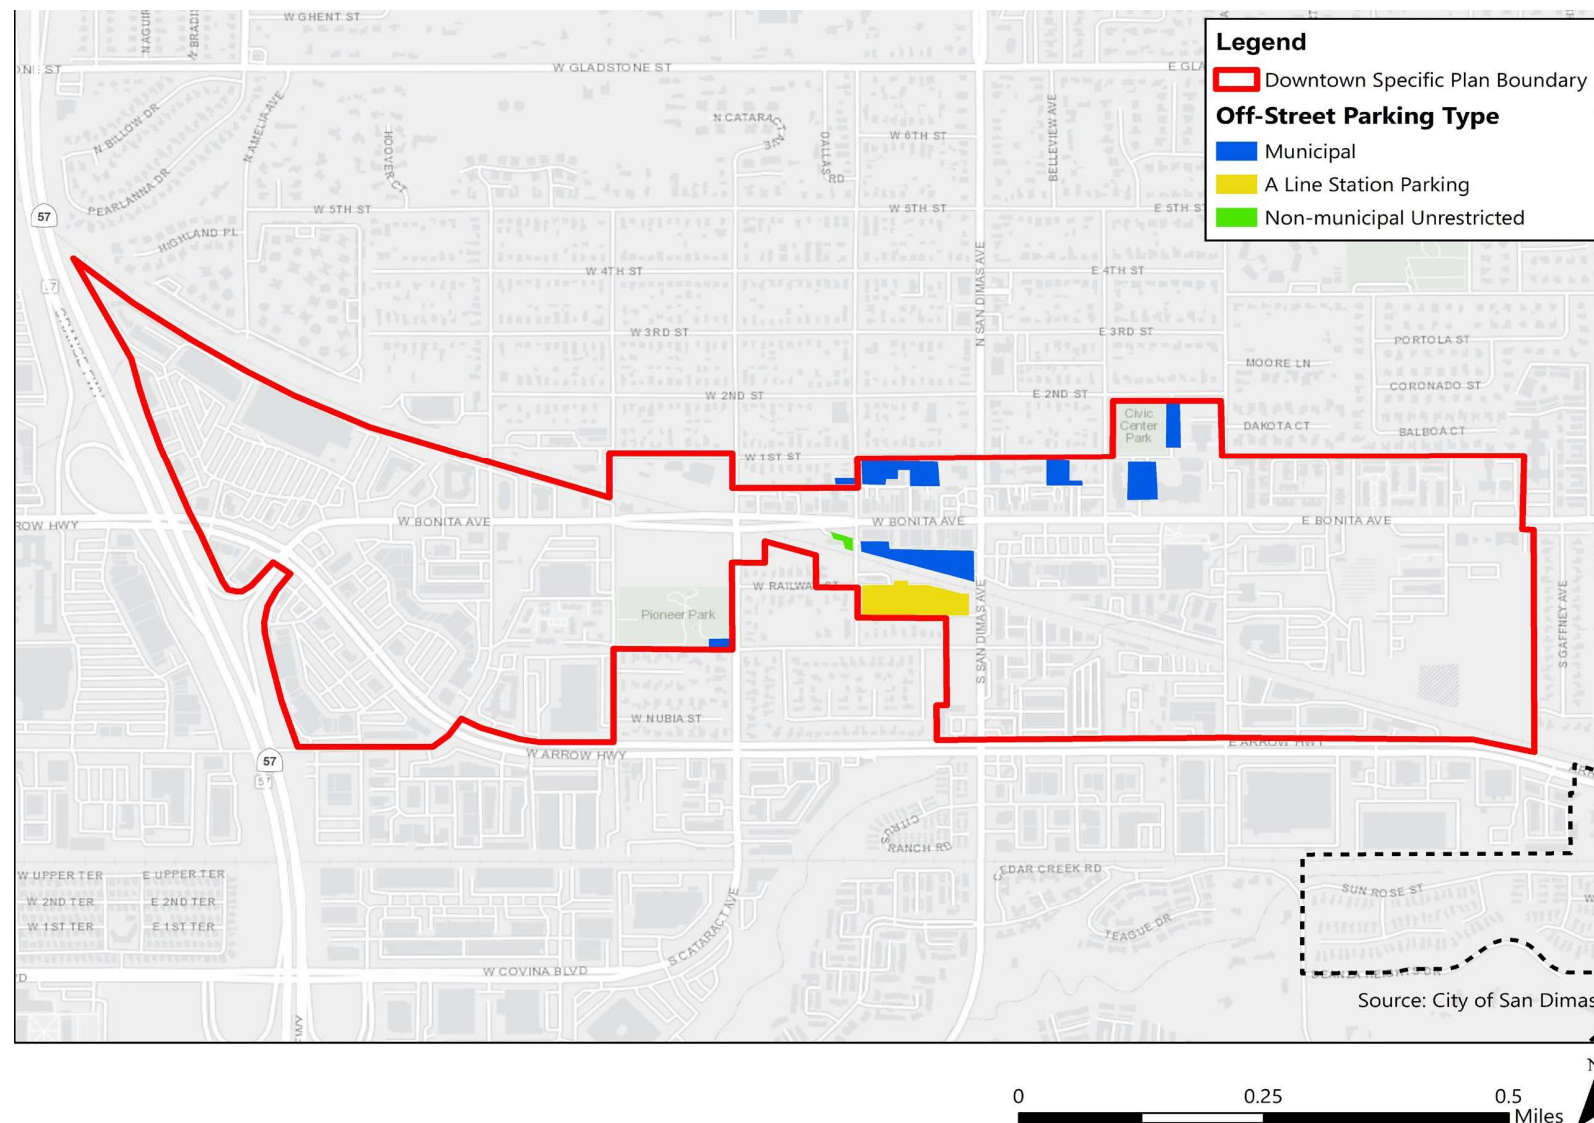 W GHENT ST
W GLADSTONE ST
Legend
Downtown Specific Plan Boundary
Off-Street Parking Type
Municipal
A Line Station Parking
Non-municipal Unrestricted
N BILLOW DR
N AMELIA AVE
HOOVER CT
N CATARACT AVE
DALLAS RD
W 6TH ST
BELLEVIEW AVE
PEARLANNA DR
W 5TH ST
W 5TH ST
E 5TH ST
57
HIGHLAND PL
W 4TH ST
N SAN DIMAS AVE
E 4TH ST
ORANGE FWY
W 3RD ST
E 3RD ST
PORTOLA ST
MOORE LN
W 2ND ST
E 2ND ST
CORONADO ST
Civic
Center
Park
DAKOTA CT
BALBOA CT
W 1ST ST
ROW HWY
W BONITA AVE
W BONITA AVE
E BONITA AVE
W RAILWAY ST
Pioneer Park
S SAN DIMAS AVE
S GAFFNEY AVE
W NUBIA ST
W ARROW HWY
E ARROW HWY
57
57
CITRUS
RANCH RD
CEDAR CREEK RD
W UPPER TER
E UPPER TER
W 2ND TER
E 2ND TER
W 1ST TER
E 1ST TER
SUN ROSE ST
TEAGUE DR
S CATARACT AVE
W COVINA BLVD
Source: City of San Dimas
0
0.25
0.5
Miles
N